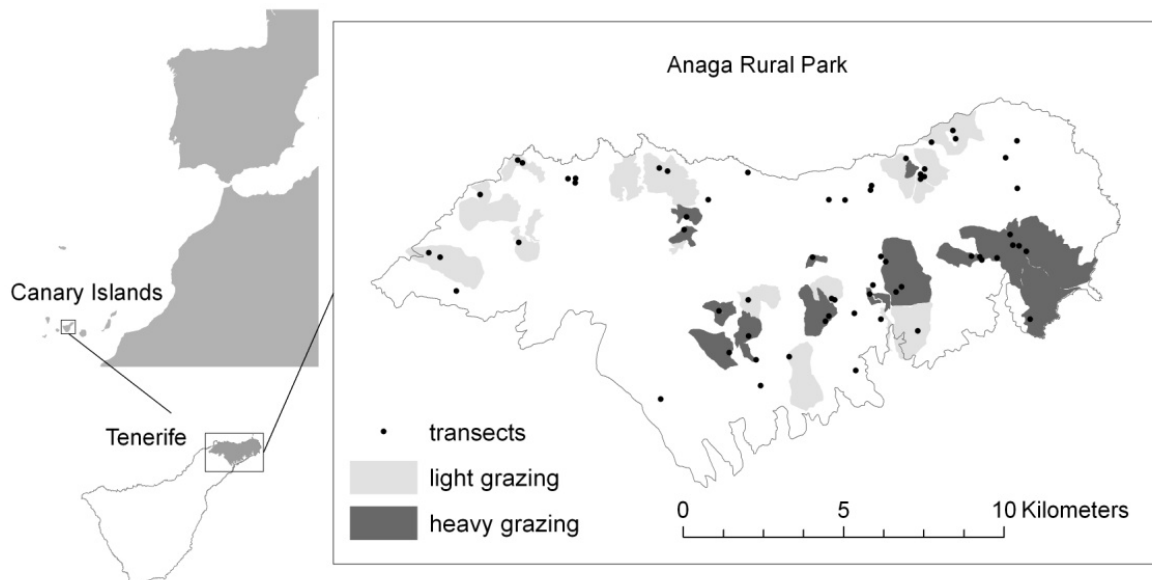 Anaga Rural Park
Canary Islands
Tenerife
transects
light grazing
heavy grazing
0 5 10 Kilometers